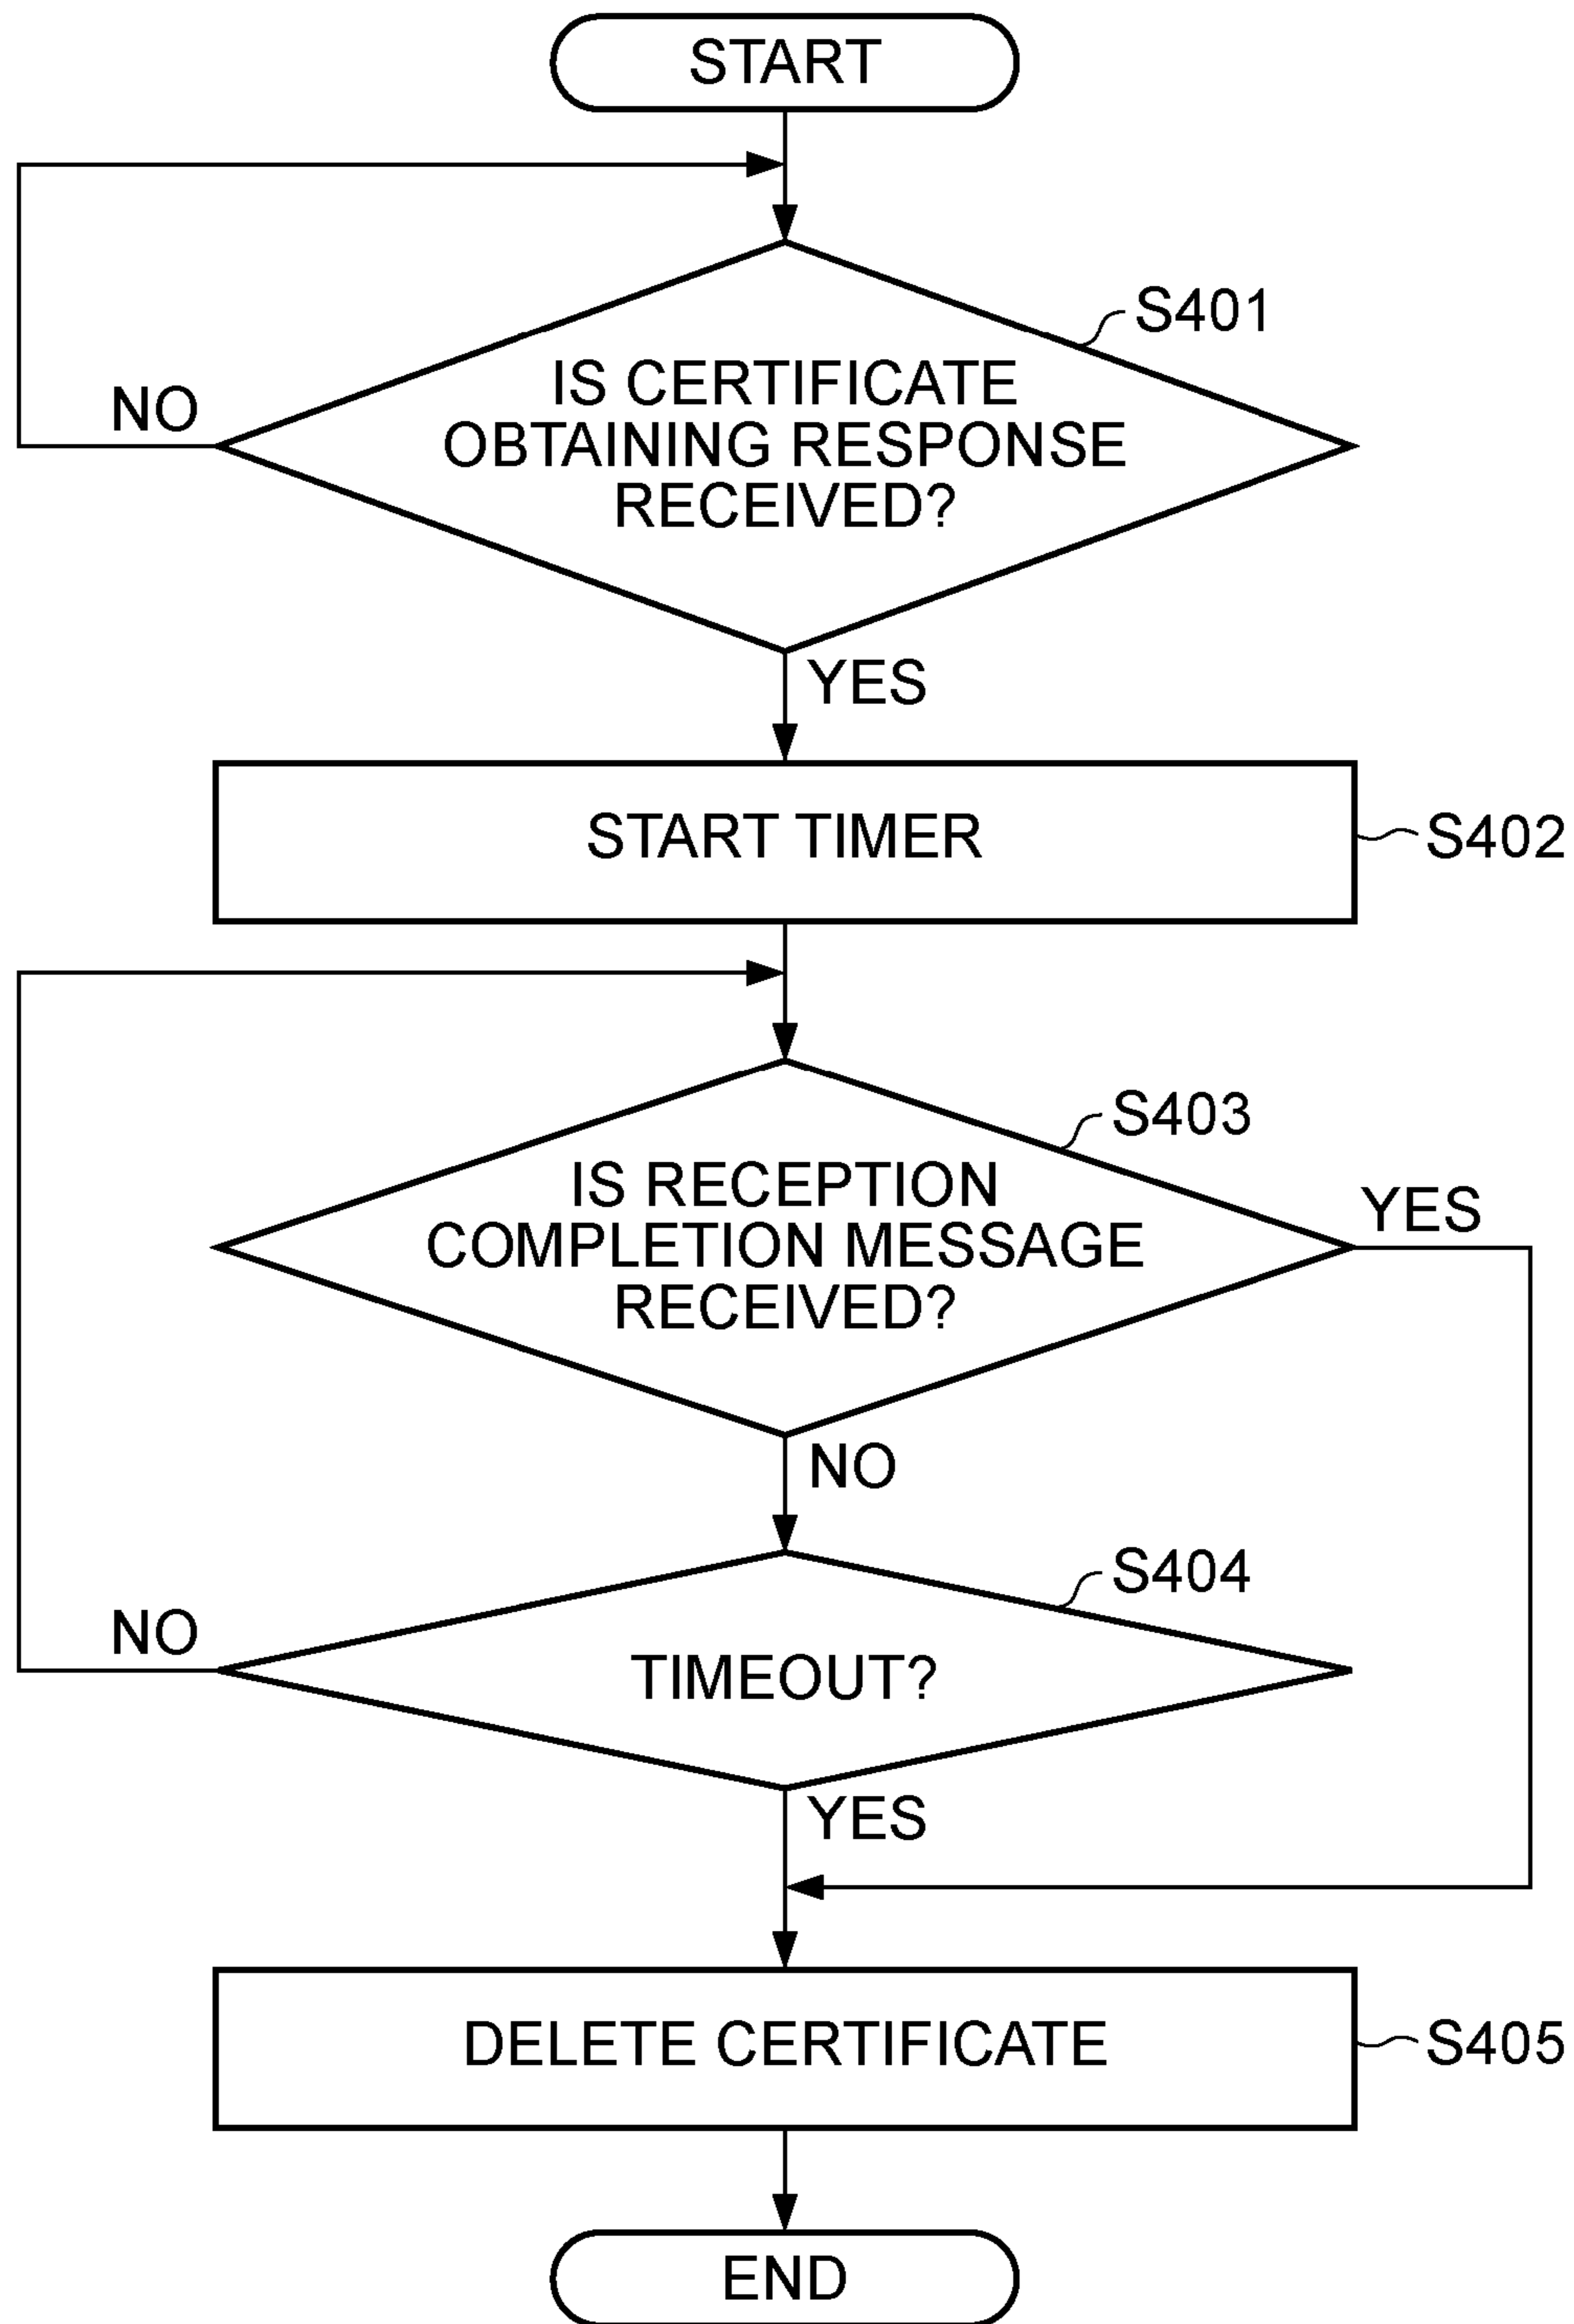 START
S401
IS CERTIFICATE
OBTAINING RESPONSE
RECEIVED?
NO
YES
START TIMER
S402
S403
IS RECEPTION
COMPLETION MESSAGE
RECEIVED?
YES
NO
S404
TIMEOUT?
NO
YES
DELETE CERTIFICATE
S405
END